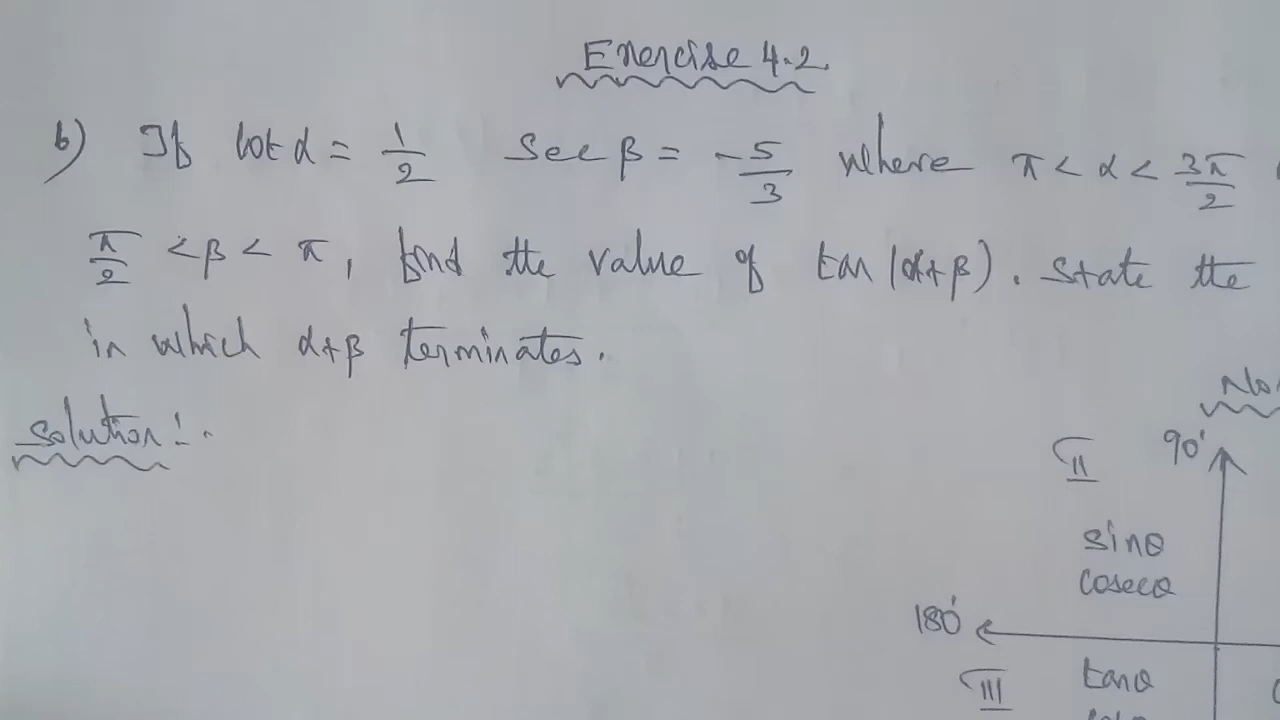 Exercise 4.2.
6) If cot α = 1/2 sec β = -5/3 where π < α < 3π/2
π/2 < β < π, find the value of tan (α+β). State the
in which α+β terminates.
Solution:.
II 90°
sinθ
cosecθ
180°
III tanθ